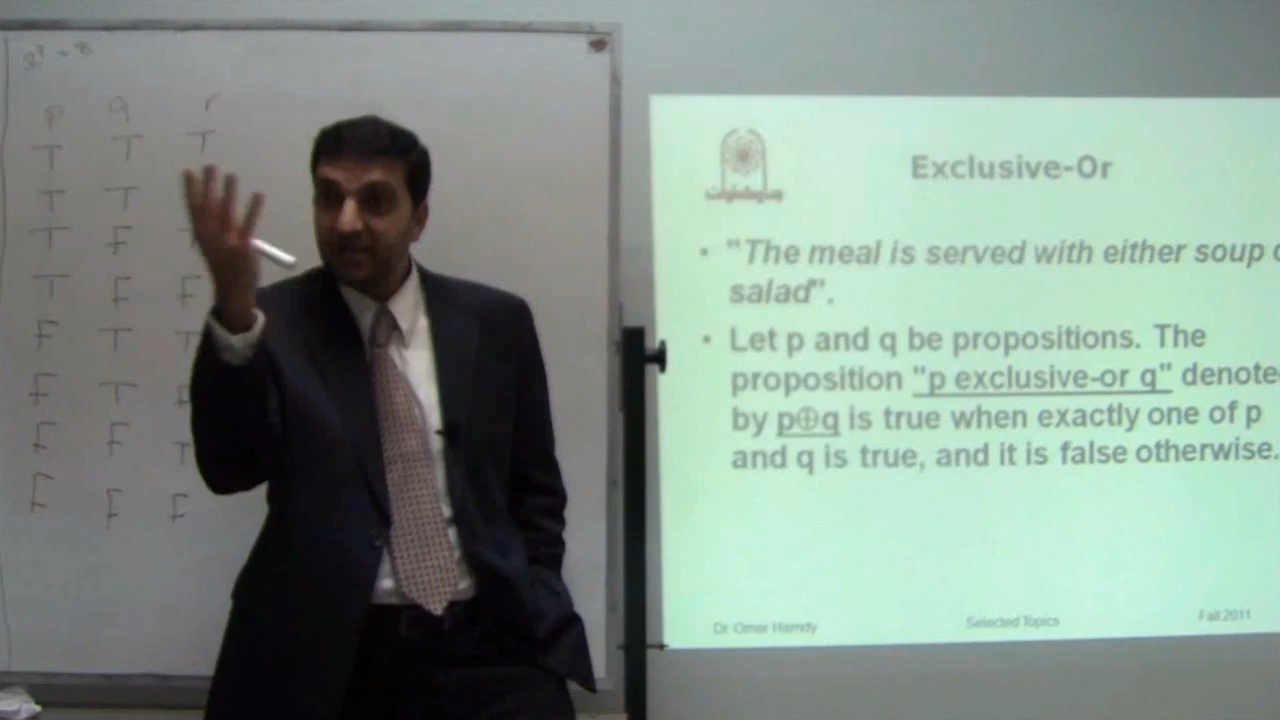 2³ = 8
p q r
T T T
T T
T F
T F F
F T T
F T
F F T
F F F
Exclusive-Or
• "The meal is served with either soup
salad".
• Let p and q be propositions. The
proposition "p exclusive-or q" denote
by p⊕q is true when exactly one of p
and q is true, and it is false otherwise.
Dr. Omar Hamdy Selected Topics Fall 2011